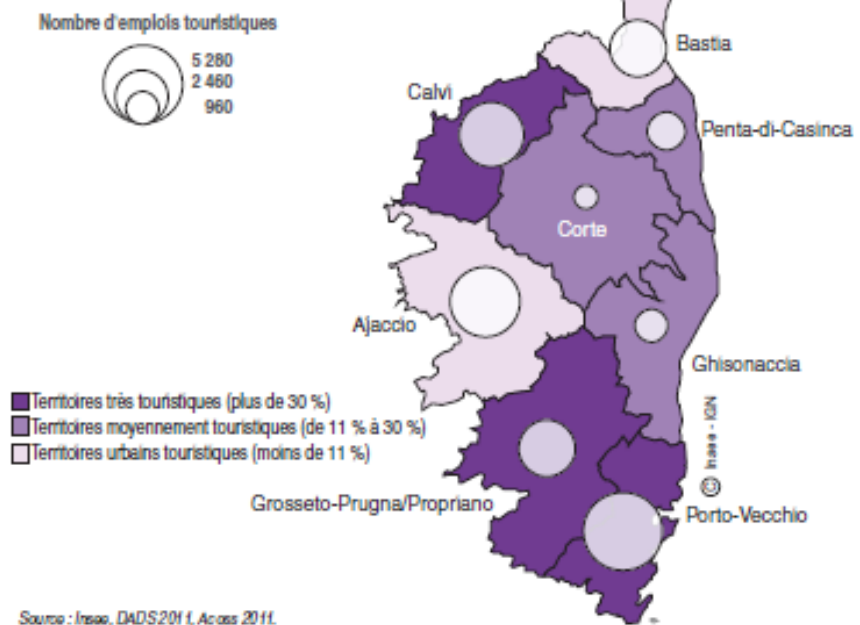 Nombre d'emplois touristiques
5 280
2 460
960
Bastia
Calvi
Penta-di-Casinca
Corte
Ajaccio
Ghisonaccia
Territoires très touristiques (plus de 30 %)
Territoires moyennement touristiques (de 11 % à 30 %)
Territoires urbains touristiques (moins de 11 %)
© Insee - IGN
Grosseto-Prugna/Propriano
Porto-Vecchio
Source : Insee, DADS 2011, Acoss 2011.